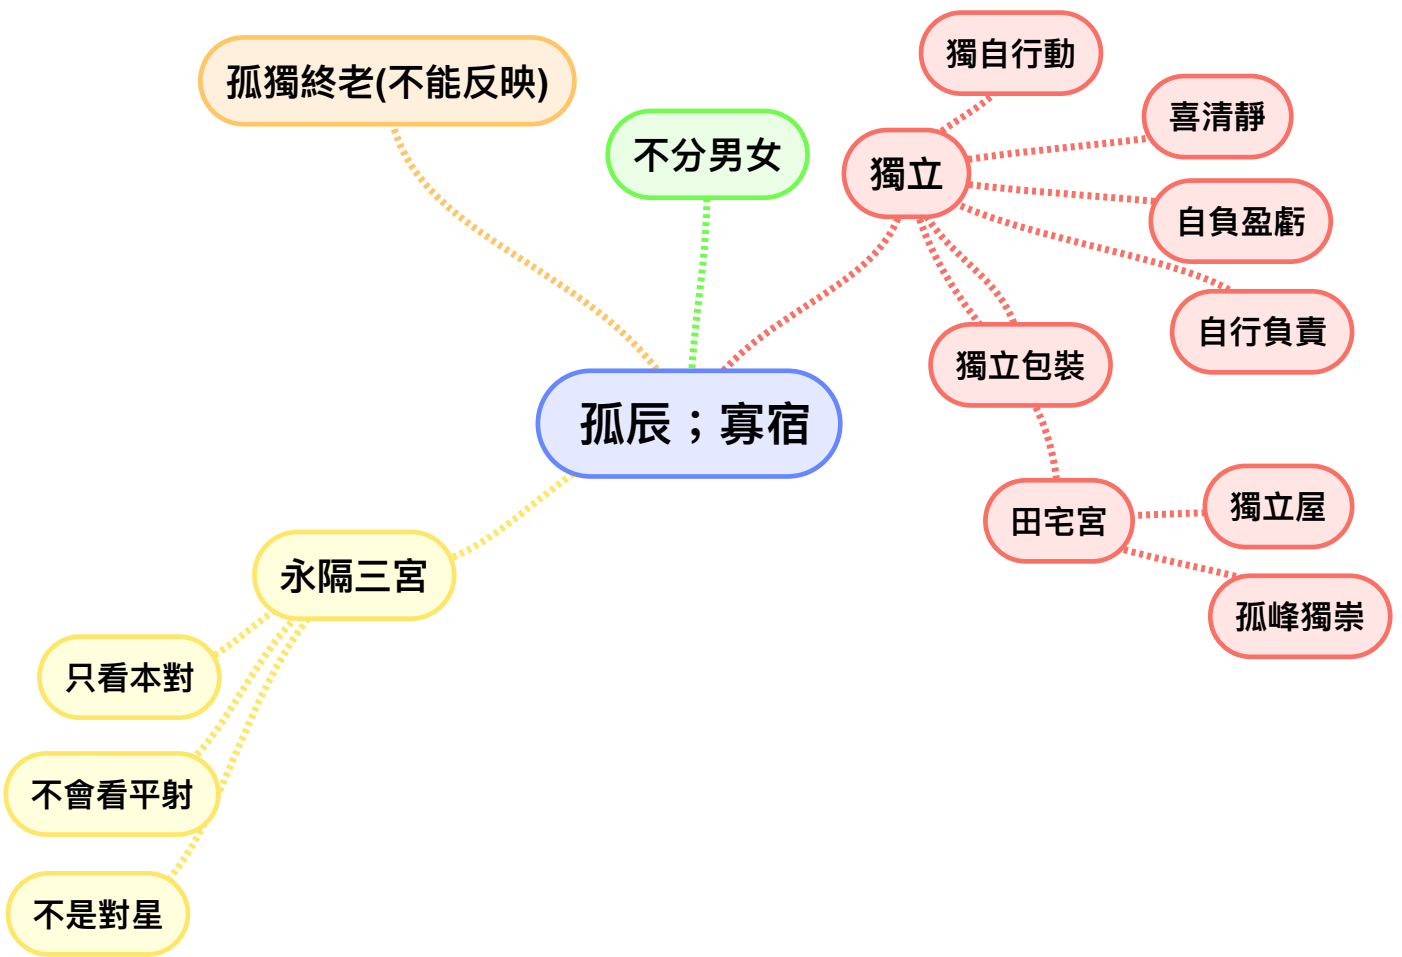 孤辰；寡宿
孤獨終老(不能反映)
不分男女
獨立
獨自行動
喜清靜
自負盈虧
自行負責
獨立包裝
田宅宮
獨立屋
孤峰獨崇
永隔三宮
只看本對
不會看平射
不是對星